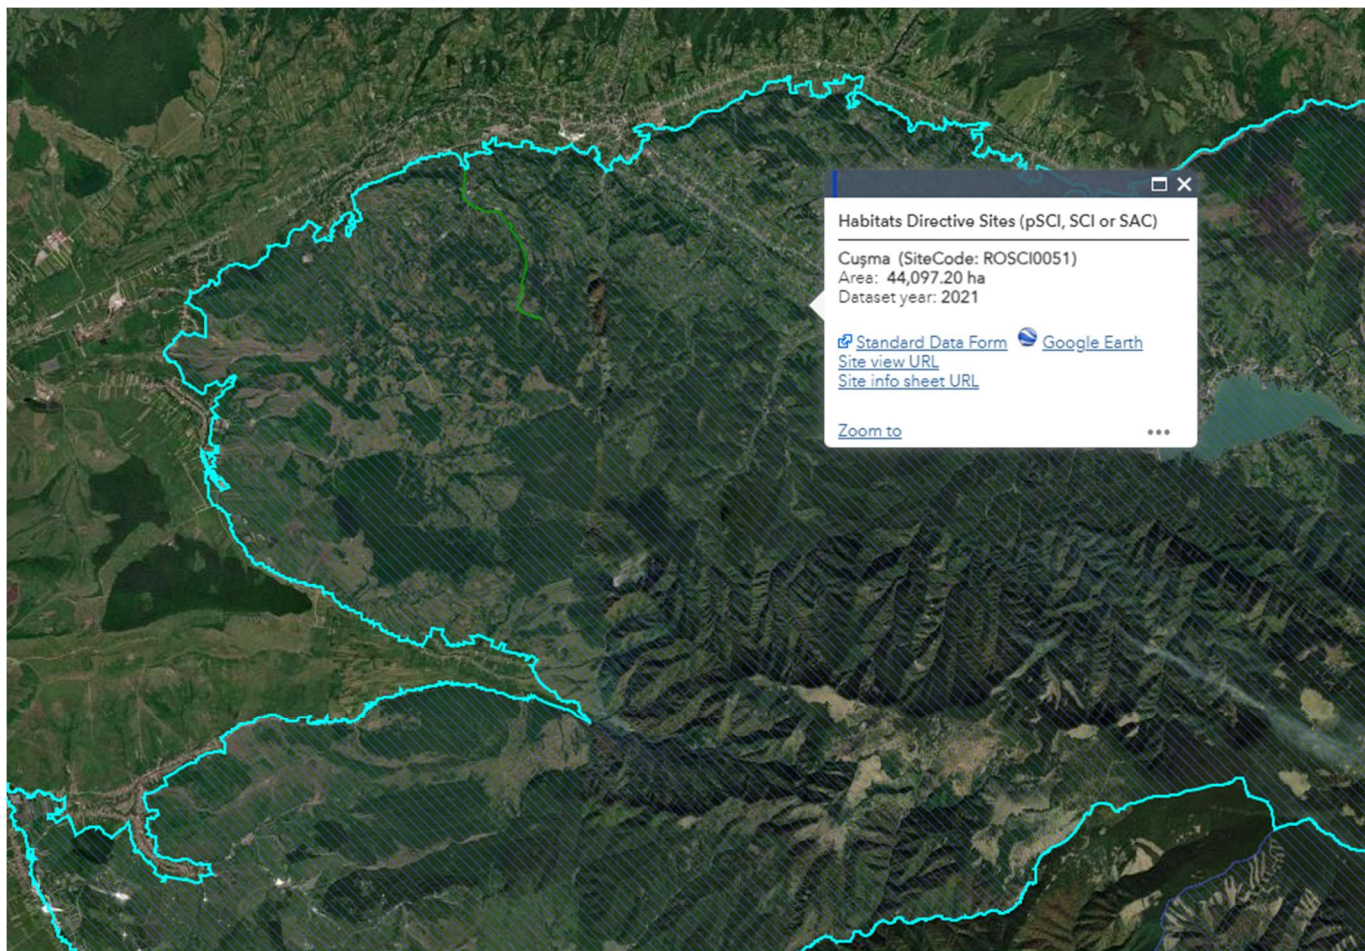 Habitats Directive Sites (pSCI, SCI or SAC)
Cuşma (SiteCode: ROSCI0051)
Area: 44,097.20 ha
Dataset year: 2021
Standard Data Form Google Earth
Site view URL
Site info sheet URL
Zoom to